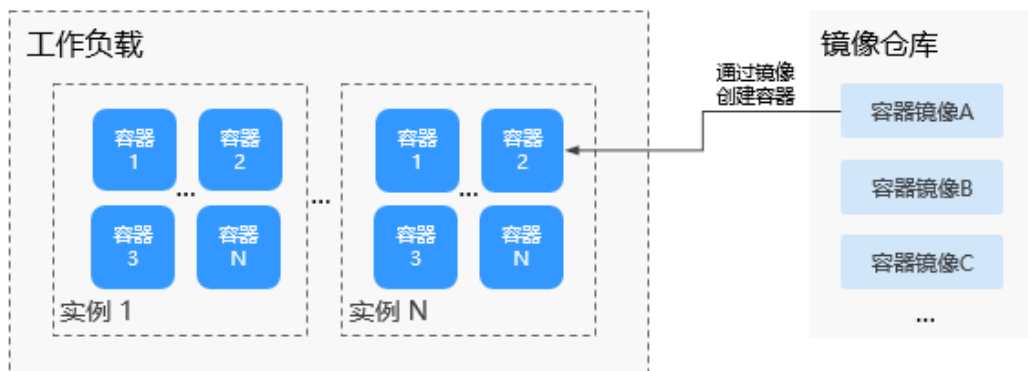 工作负载
容器
1
容器
2
...
容器
3
容器
N
实例 1
...
容器
1
容器
2
...
容器
3
容器
N
实例 N
通过镜像
创建容器
镜像仓库
容器镜像A
容器镜像B
容器镜像C
...